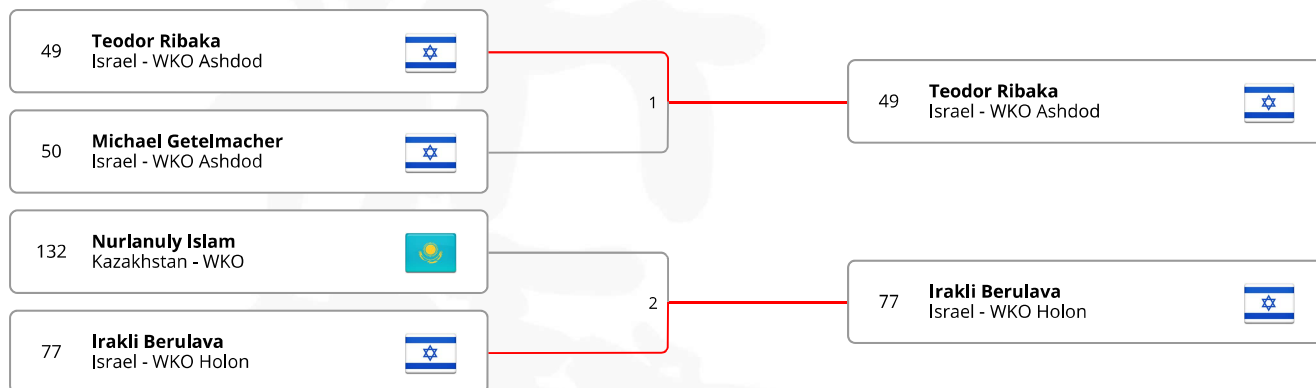 49
Teodor Ribaka
Israel - WKO Ashdod
50
Michael Getelmacher
Israel - WKO Ashdod
132
Nurlanuly Islam
Kazakhstan - WKO
77
Irakli Berulava
Israel - WKO Holon
1
2
49
Teodor Ribaka
Israel - WKO Ashdod
77
Irakli Berulava
Israel - WKO Holon